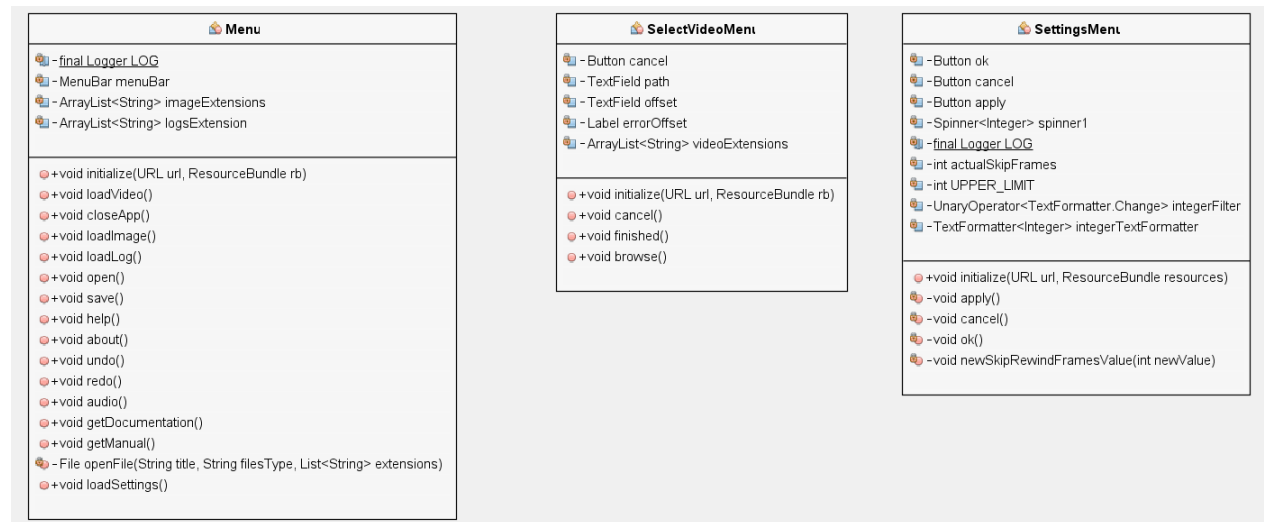 Menu
-final Logger LOG
-MenuBar menuBar
-ArrayList<String> imageExtensions
-ArrayList<String> logsExtension
+void initialize(URL url, ResourceBundle rb)
+void loadVideo()
+void closeApp()
+void loadImage()
+void loadLog()
+void open()
+void save()
+void help()
+void about()
+void undo()
+void redo()
+void audio()
+void getDocumentation()
+void getManual()
-File openFile(String title, String filesType, List<String> extensions)
+void loadSettings()
SelectVideoMenu
-Button cancel
-TextField path
-TextField offset
-Label errorOffset
-ArrayList<String> videoExtensions
+void initialize(URL url, ResourceBundle rb)
+void cancel()
+void finished()
+void browse()
SettingsMenu
-Button ok
-Button cancel
-Button apply
-Spinner<Integer> spinner1
-final Logger LOG
-int actualSkipFrames
-int UPPER_LIMIT
-UnaryOperator<TextFormatter.Change> integerFilter
-TextFormatter<Integer> integerTextFormatter
+void initialize(URL url, ResourceBundle resources)
-void apply()
-void cancel()
-void ok()
-void newSkipRewindFramesValue(int newValue)